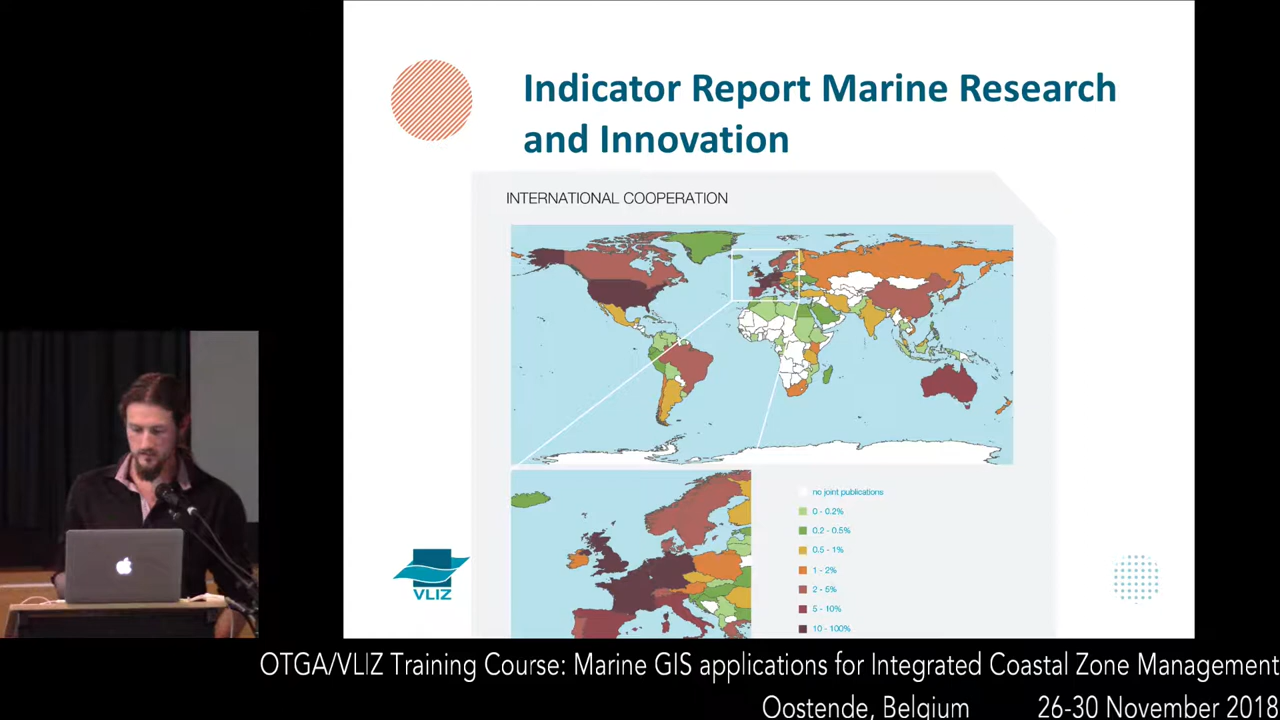 Indicator Report Marine Research
and Innovation
INTERNATIONAL COOPERATION
no joint publications
0 - 0.2%
0.2 - 0.5%
0.5 - 1%
1 - 2%
2 - 5%
5 - 10%
10 - 100%
VLIZ
OTGA/VLIZ Training Course: Marine GIS applications for Integrated Coastal Zone Management
Oostende, Belgium 26-30 November 2018